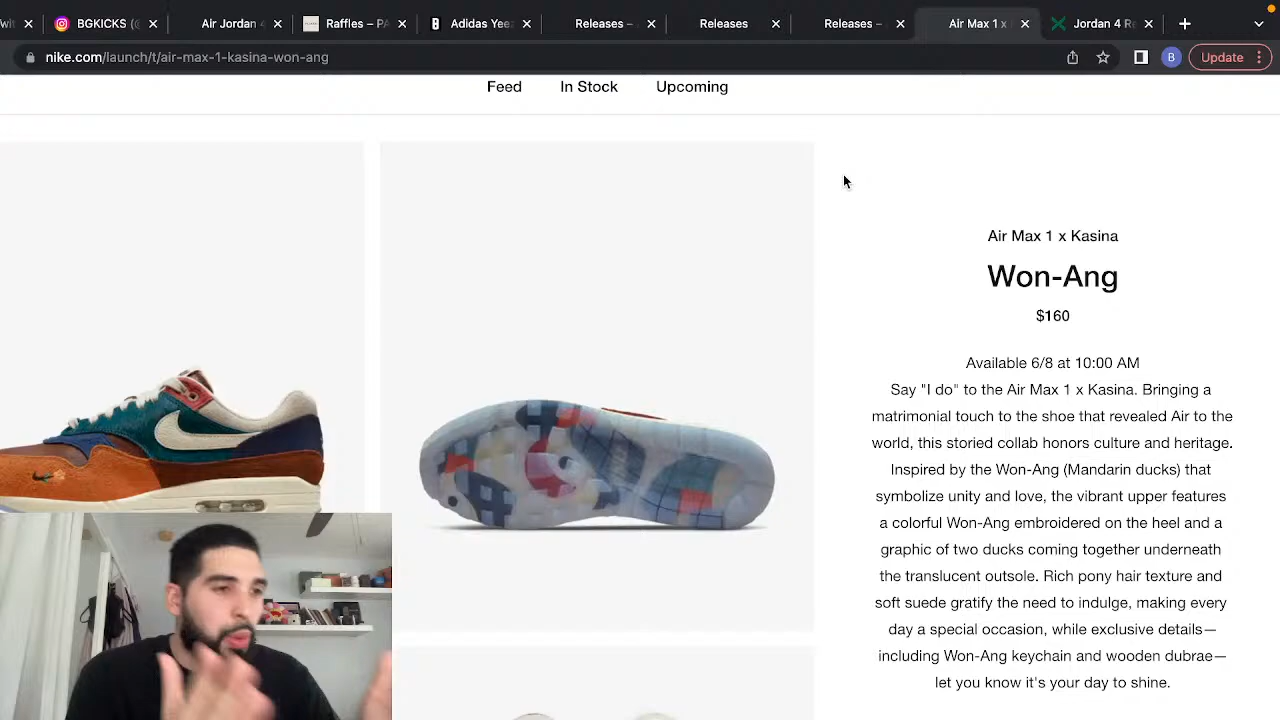 wit
BGKICKS (
Air Jordan 4
Raffles – PA
Adidas Yee
Releases –
Releases
Releases –
Air Max 1 x
Jordan 4 Re
nike.com/launch/t/air-max-1-kasina-won-ang
B
Update
Feed
In Stock
Upcoming
Air Max 1 x Kasina
Won-Ang
$160
Available 6/8 at 10:00 AM
Say "I do" to the Air Max 1 x Kasina. Bringing a
matrimonial touch to the shoe that revealed Air to the
world, this storied collab honors culture and heritage.
Inspired by the Won-Ang (Mandarin ducks) that
symbolize unity and love, the vibrant upper features
a colorful Won-Ang embroidered on the heel and a
graphic of two ducks coming together underneath
the translucent outsole. Rich pony hair texture and
soft suede gratify the need to indulge, making every
day a special occasion, while exclusive details—
including Won-Ang keychain and wooden dubrae—
let you know it's your day to shine.